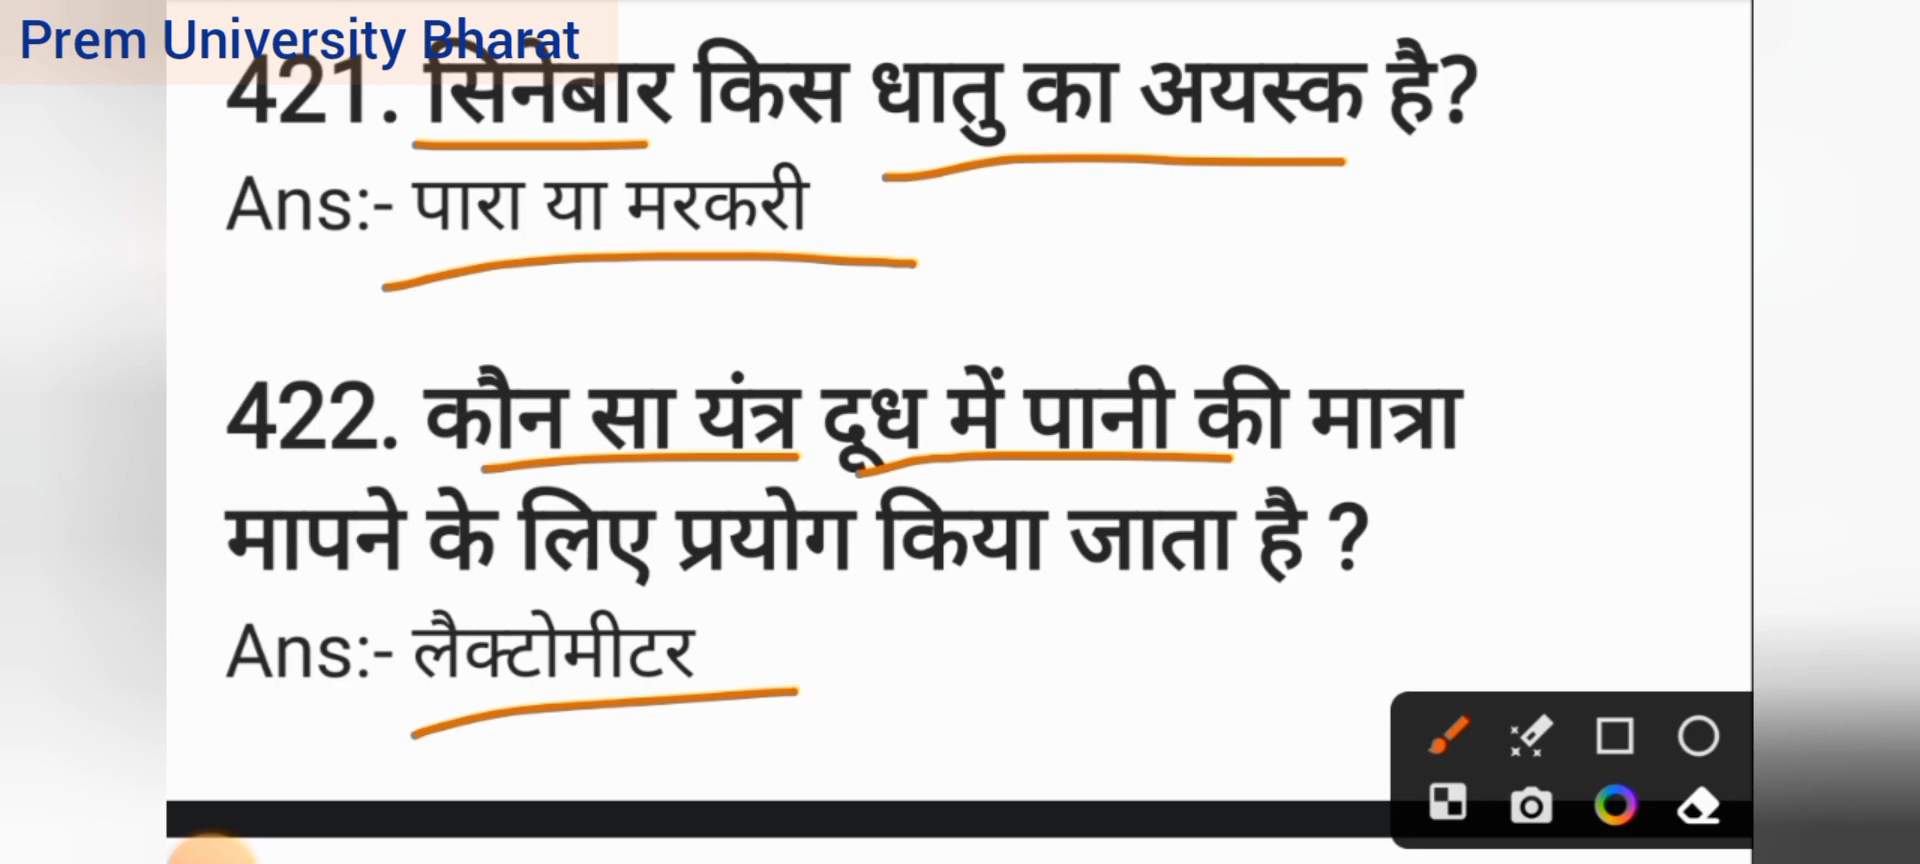 Prem University Bharat
421. सिनेबार किस धातु का अयस्क है?
Ans:- पारा या मरकरी
422. कौन सा यंत्र दूध में पानी की मात्रा
मापने के लिए प्रयोग किया जाता है ?
Ans:- लैक्टोमीटर